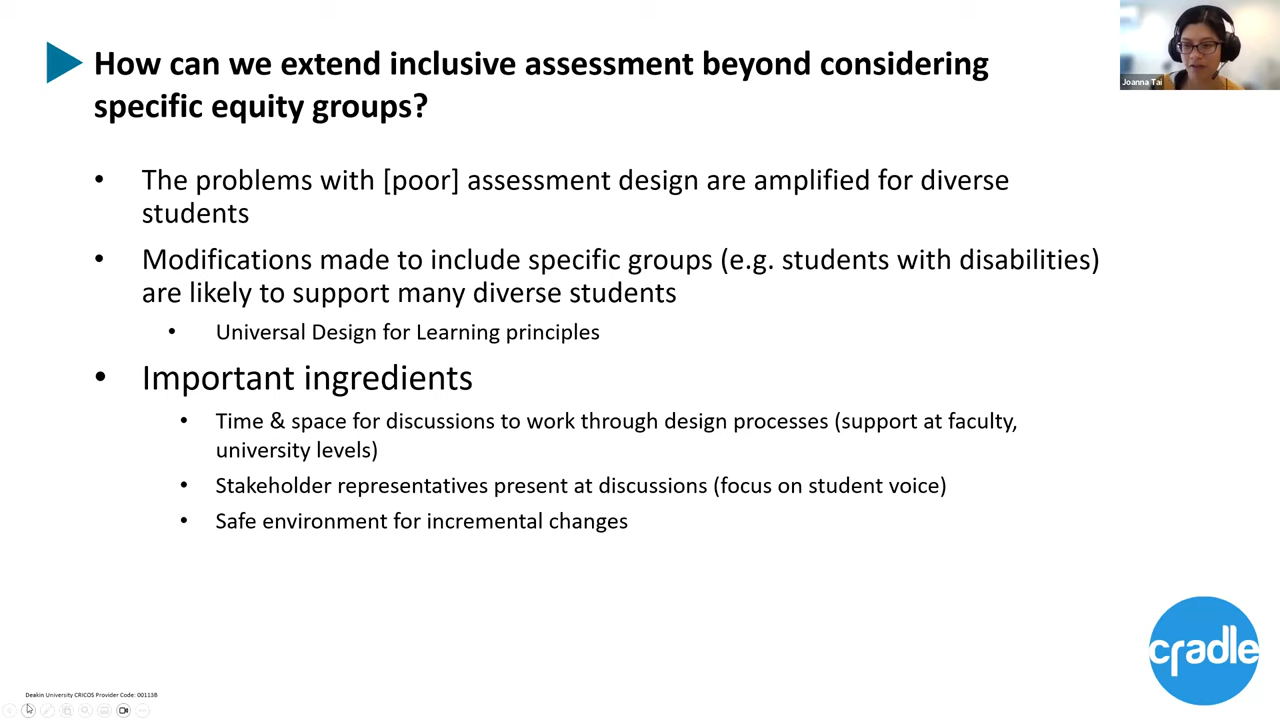 How can we extend inclusive assessment beyond considering
specific equity groups?
Joanna Tai
• The problems with [poor] assessment design are amplified for diverse
students
• Modifications made to include specific groups (e.g. students with disabilities)
are likely to support many diverse students
• Universal Design for Learning principles
• Important ingredients
• Time & space for discussions to work through design processes (support at faculty,
university levels)
• Stakeholder representatives present at discussions (focus on student voice)
• Safe environment for incremental changes
cradle
Deakin University CRICOS Provider Code: 00113B